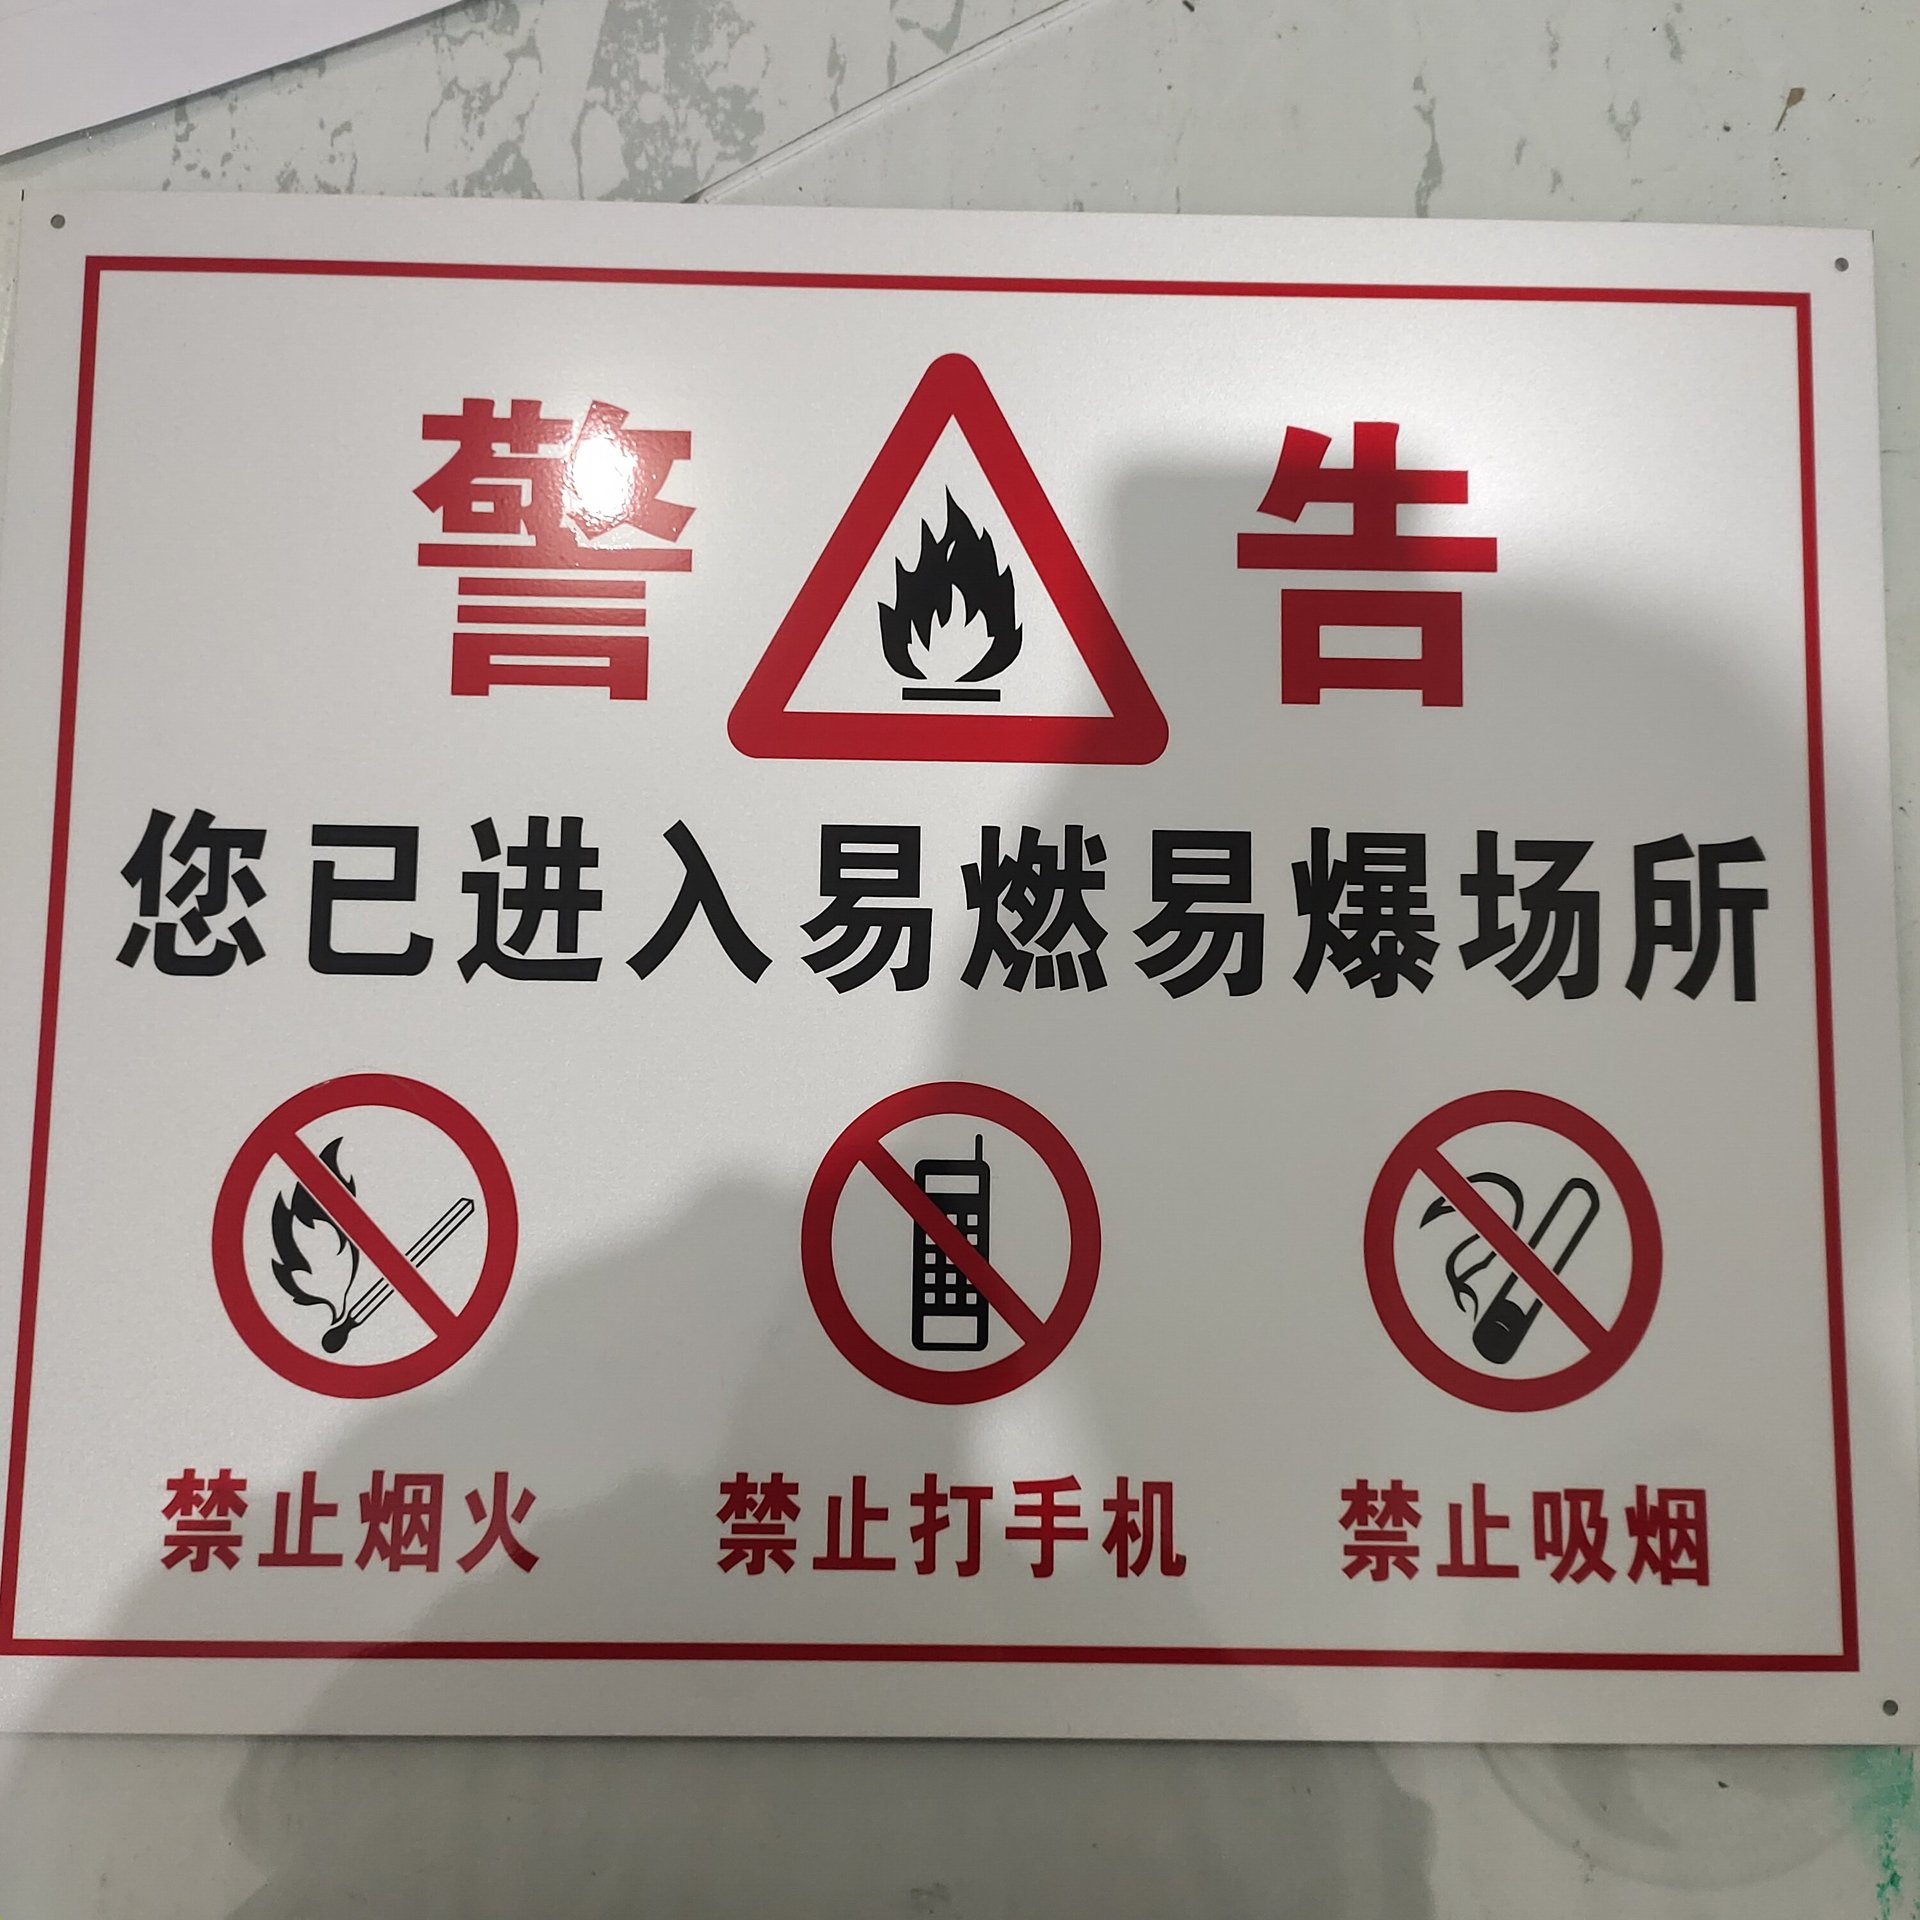 警告
您已进入易燃易爆场所
禁止烟火 禁止打手机 禁止吸烟